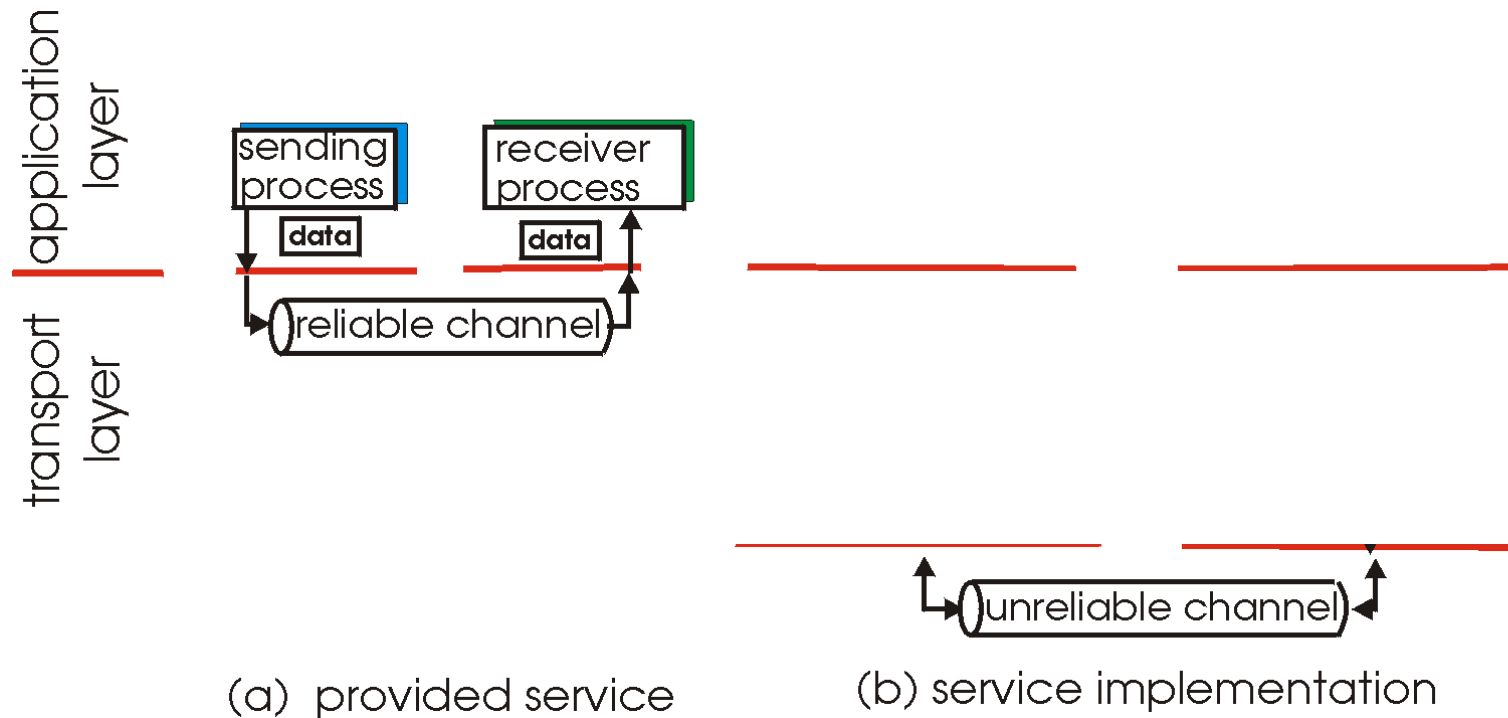 application
layer
transport
layer
sending
process
receiver
process
data
data
reliable channel
unreliable channel
(a) provided service
(b) service implementation